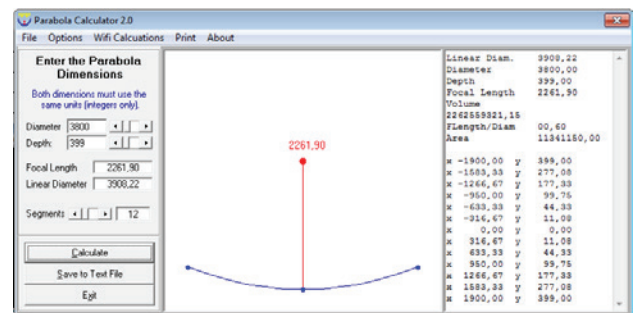 Parabola Calculator 2.0
File Options Wifi Calcuations Print About
Enter the Parabola
Dimensions
Both dimensions must use the
same units (integers only).
Diameter 3800
Depth: 399
Focal Length 2261,90
Linear Diameter 3908,22
Segments 12
Calculate
Save to Text File
Exit
2261,90
Linear Diam. 3908,22
Diameter 3800,00
Depth 399,00
Focal Length 2261,90
Volume
2262559321,15
FLength/Diam 00,60
Area 11341150,00
x -1900,00 y 399,00
x -1583,33 y 277,08
x -1266,67 y 177,33
x -950,00 y 99,75
x -633,33 y 44,33
x -316,67 y 11,08
x 0,00 y 0,00
x 316,67 y 11,08
x 633,33 y 44,33
x 950,00 y 99,75
x 1266,67 y 177,33
x 1583,33 y 277,08
x 1900,00 y 399,00